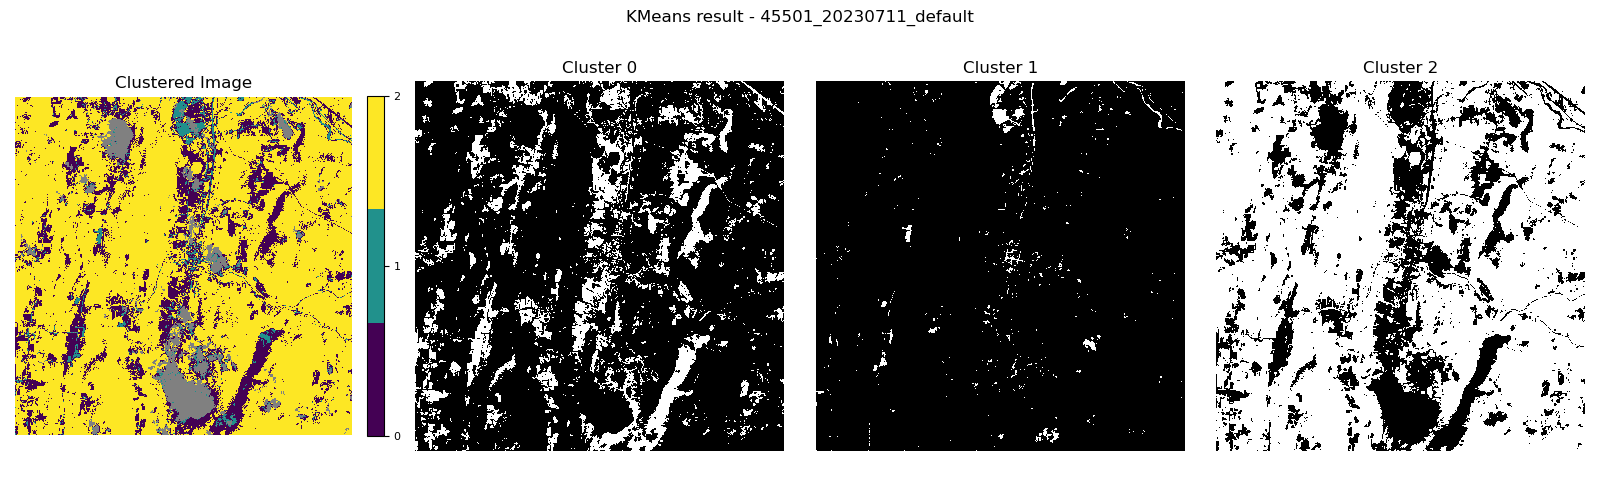 KMeans result - 45501_20230711_default
Clustered Image
Cluster 0
Cluster 1
Cluster 2
2
1
0